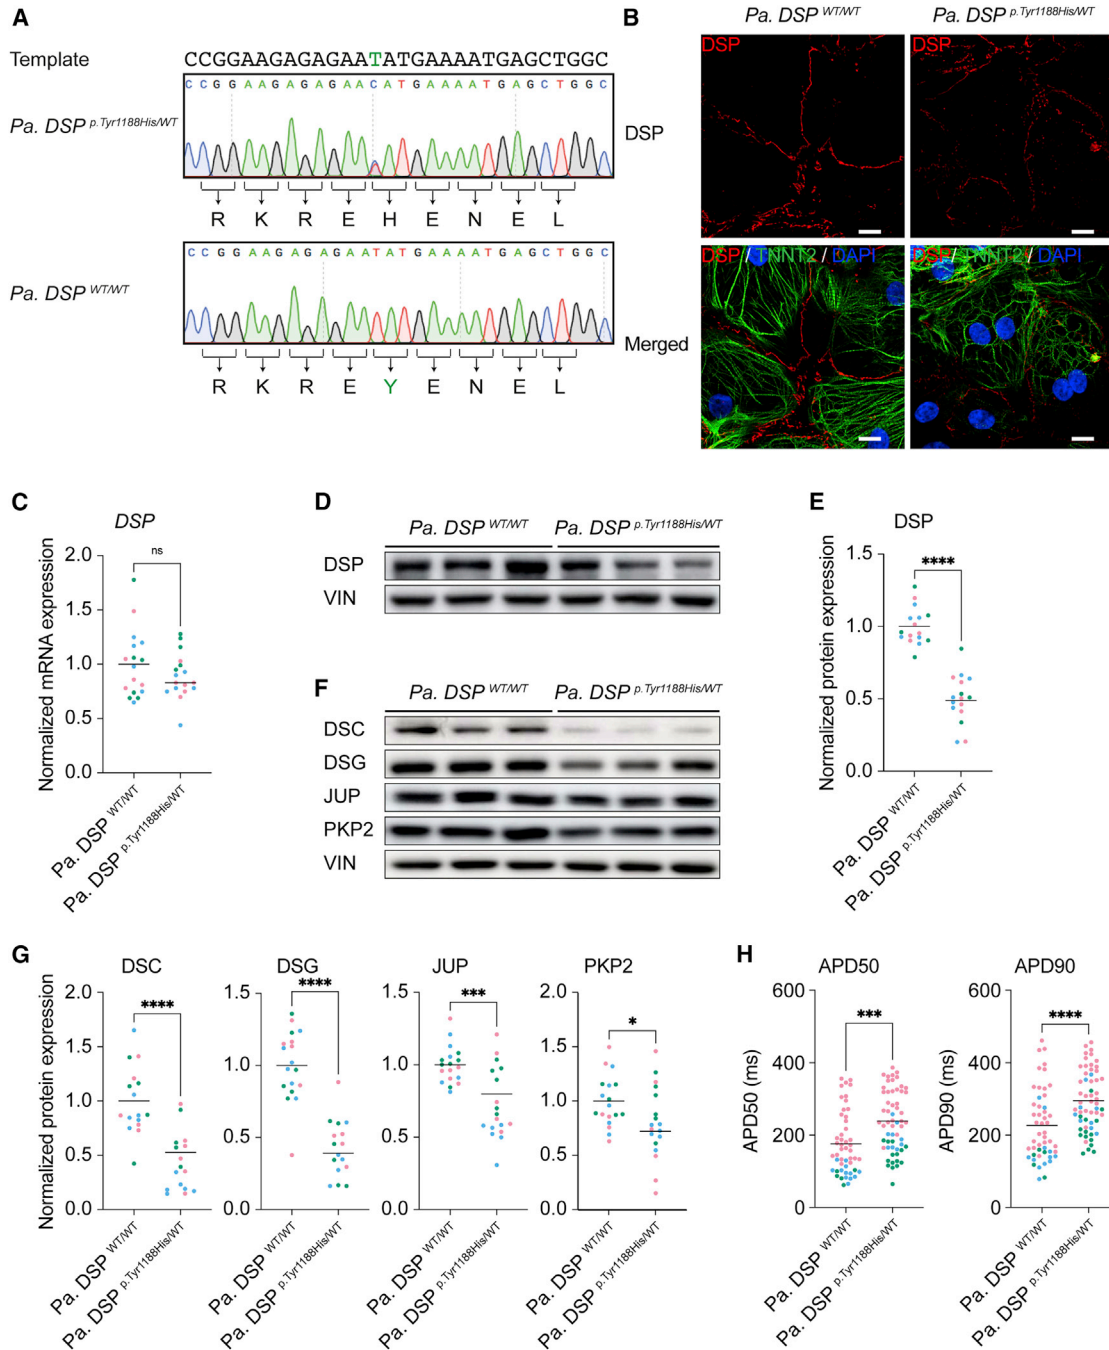 A
Template CCGGAAGAGAGAATATGAAAATGAGCTGGC
Pa. DSP p.Tyr1188His/WT
CCGGAAGAGAGAACATGAAAATGAGCTGGC
R K R E H E N E L
Pa. DSP WT/WT
CCGGAAGAGAGAATATGAAAATGAGCTGGC
R K R E Y E N E L
B
Pa. DSP WT/WT Pa. DSP p.Tyr1188His/WT
DSP DSP
DSP
DSP / TNNT2 / DAPI DSP / TNNT2 / DAPI
Merged
C
DSP
Normalized mRNA expression
2.0
1.5
1.0
0.5
0.0
ns
Pa. DSP WT/WT
Pa. DSP p.Tyr1188His/WT
D
Pa. DSP WT/WT Pa. DSP p.Tyr1188His/WT
DSP
VIN
E
DSP
Normalized protein expression
1.5
1.0
0.5
0.0
****
Pa. DSP WT/WT
Pa. DSP p.Tyr1188His/WT
F
Pa. DSP WT/WT Pa. DSP p.Tyr1188His/WT
DSC
DSG
JUP
PKP2
VIN
G
Normalized protein expression
DSC
2.0
1.5
1.0
0.5
0.0
****
Pa. DSP WT/WT
Pa. DSP p.Tyr1188His/WT
DSG
1.5
1.0
0.5
0.0
****
Pa. DSP WT/WT
Pa. DSP p.Tyr1188His/WT
JUP
1.5
1.0
0.5
0.0
***
Pa. DSP WT/WT
Pa. DSP p.Tyr1188His/WT
PKP2
2.0
1.5
1.0
0.5
0.0
*
Pa. DSP WT/WT
Pa. DSP p.Tyr1188His/WT
H
APD50
APD50 (ms)
600
400
200
0
***
Pa. DSP WT/WT
Pa. DSP p.Tyr1188His/WT
APD90
APD90 (ms)
600
400
200
0
****
Pa. DSP WT/WT
Pa. DSP p.Tyr1188His/WT